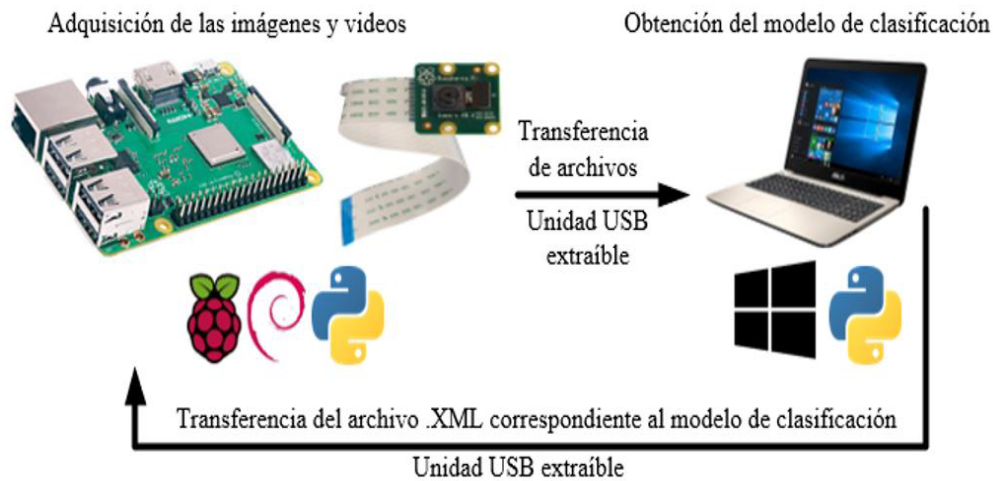 Adquisición de las imágenes y videos
Obtención del modelo de clasificación
Transferencia
de archivos
Unidad USB
extraíble
Transferencia del archivo .XML correspondiente al modelo de clasificación
Unidad USB extraíble